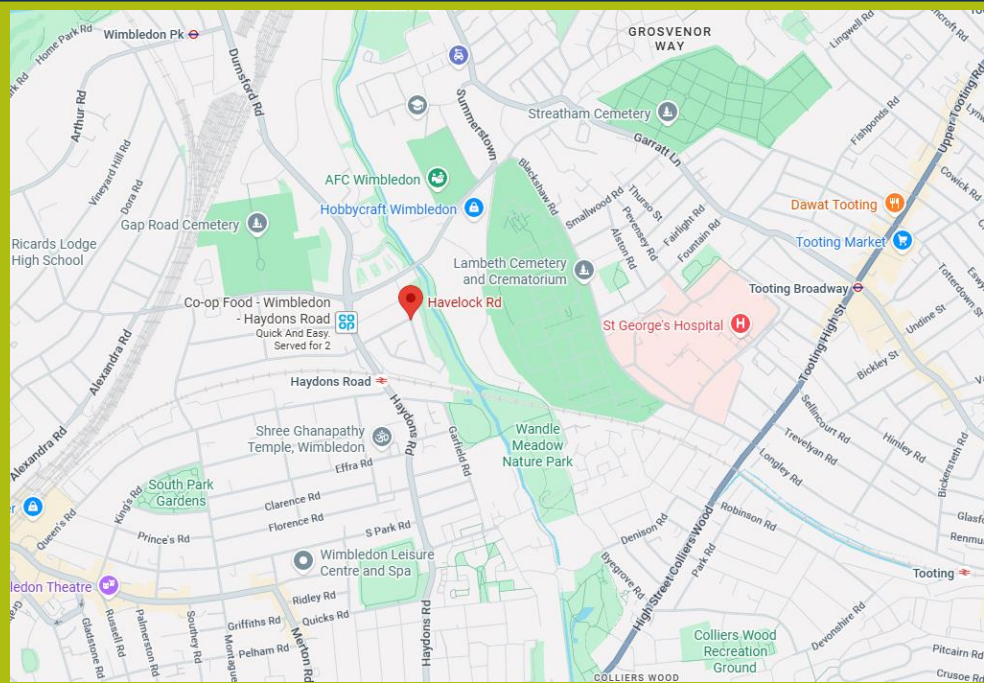 Home Park Rd
Wimbledon Pk
Durnsford Rd
Arthur Rd
Vineyard Hill Rd
Dora Rd
GROSVENOR
WAY
Lingwell Rd
Upper Tooting Rd
Fishponds Rd
Cowick Rd
Summerstown
Streatham Cemetery
Garratt Ln
AFC Wimbledon
Hobbycraft Wimbledon
Blackshaw Rd
Smallwood Rd
Thurso St
Pevensey Rd
Alston Rd
Fairlight Rd
Fountain Rd
Dawat Tooting
Tooting Market
Gap Road Cemetery
Ricards Lodge
High School
Lambeth Cemetery
and Crematorium
Tooting Broadway
Totterdown St
Undine St
Bickley St
Co-op Food - Wimbledon
- Haydons Road
Quick And Easy.
Served for 2
Havelock Rd
St George's Hospital
Tooting High St
Alexandra Rd
Haydons Road
Haydons Rd
Alexandra Rd
Shree Ghanapathy
Temple, Wimbledon
Garfield Rd
Wandle
Meadow
Nature Park
Sellincourt Rd
Trevelyan Rd
Longley Rd
Himley Rd
Bickersteth Rd
Effra Rd
South Park
Gardens
King's Rd
Queen's Rd
Clarence Rd
Florence Rd
Prince's Rd
S Park Rd
Denison Rd
Robinson Rd
Park Rd
High Street Colliers Wood
Byegrove Rd
Wimbledon Leisure
Centre and Spa
Tooting
Ridley Rd
Quicks Rd
Griffiths Rd
Pelham Rd
Merton Rd
Haydons Rd
Gladstone Rd
Russell Rd
Palmerston Rd
Southey Rd
Colliers Wood
Recreation
Ground
Devonshire Rd
Pitcairn Rd
Crusoe Rd
COLLIERS WOOD